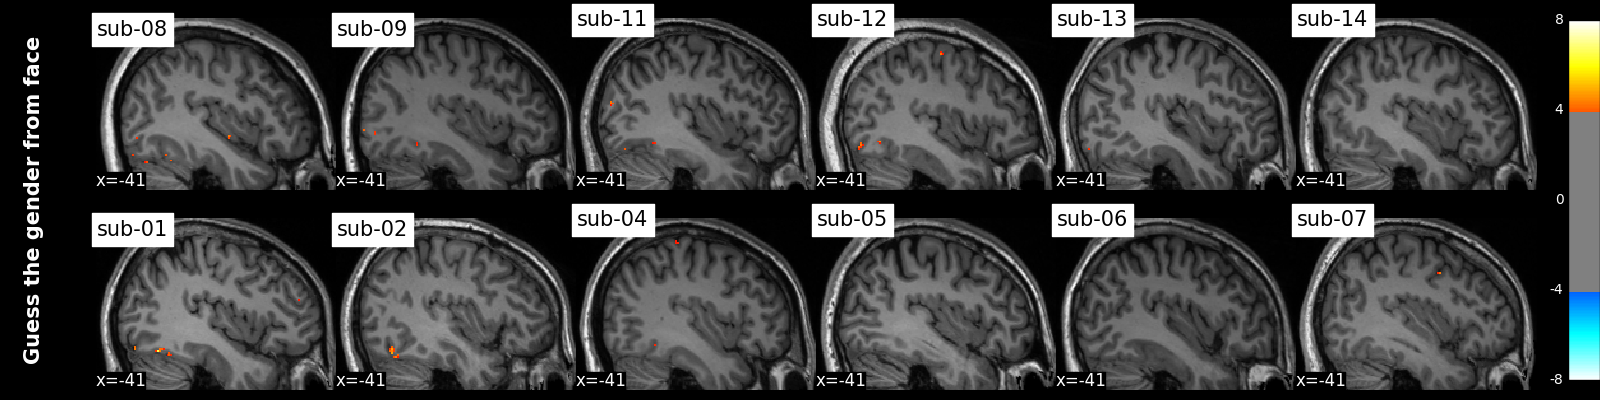 Guess the gender from face
sub-08 sub-09 sub-11 sub-12 sub-13 sub-14
x=-41 x=-41 x=-41 x=-41 x=-41 x=-41
sub-01 sub-02 sub-04 sub-05 sub-06 sub-07
x=-41 x=-41 x=-41 x=-41 x=-41 x=-41
8
4
0
-4
-8